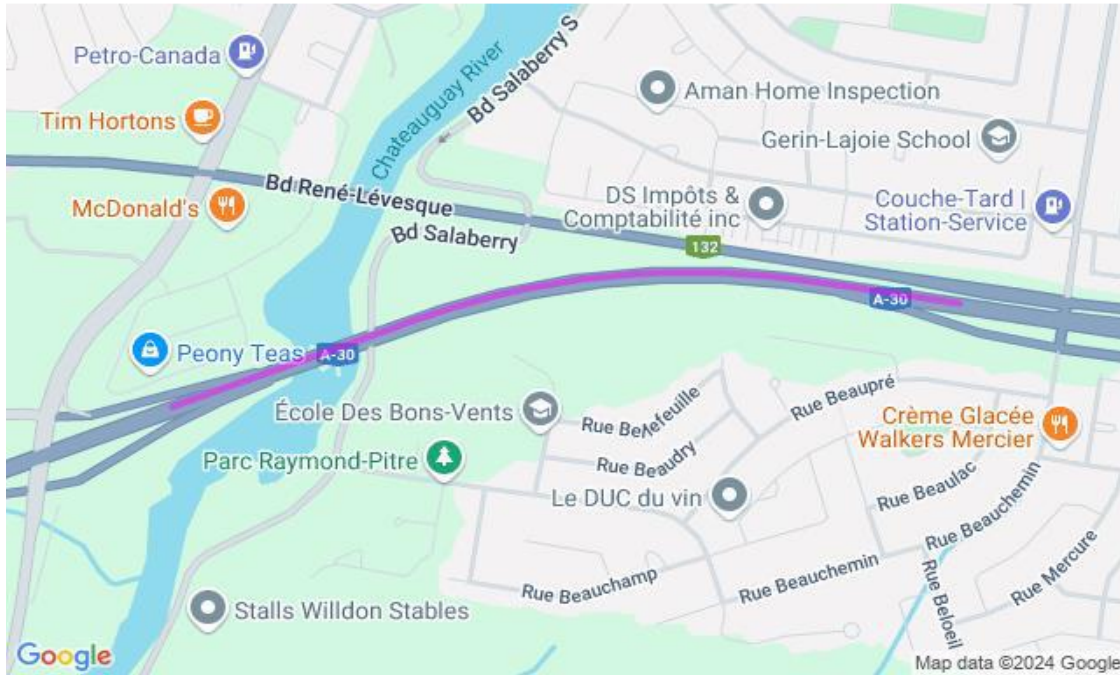 Petro-Canada
Tim Hortons
McDonald's
Chateauguay River
Bd Salaberry S
Aman Home Inspection
Gerin-Lajoie School
Bd René-Lévesque
Bd Salaberry
DS Impôts &
Comptabilité inc
Couche-Tard |
Station-Service
132
A-30
Peony Teas
A-30
École Des Bons-Vents
Parc Raymond-Pitre
Rue Bellefeuille
Rue Beaudry
Rue Beaupré
Crème Glacée
Walkers Mercier
Le DUC du vin
Rue Beaulac
Rue Beauchemin
Rue Beauchamp
Rue Beauchemin
Rue Beloeil
Rue Mercure
Stalls Willdon Stables
Google
Map data ©2024 Google